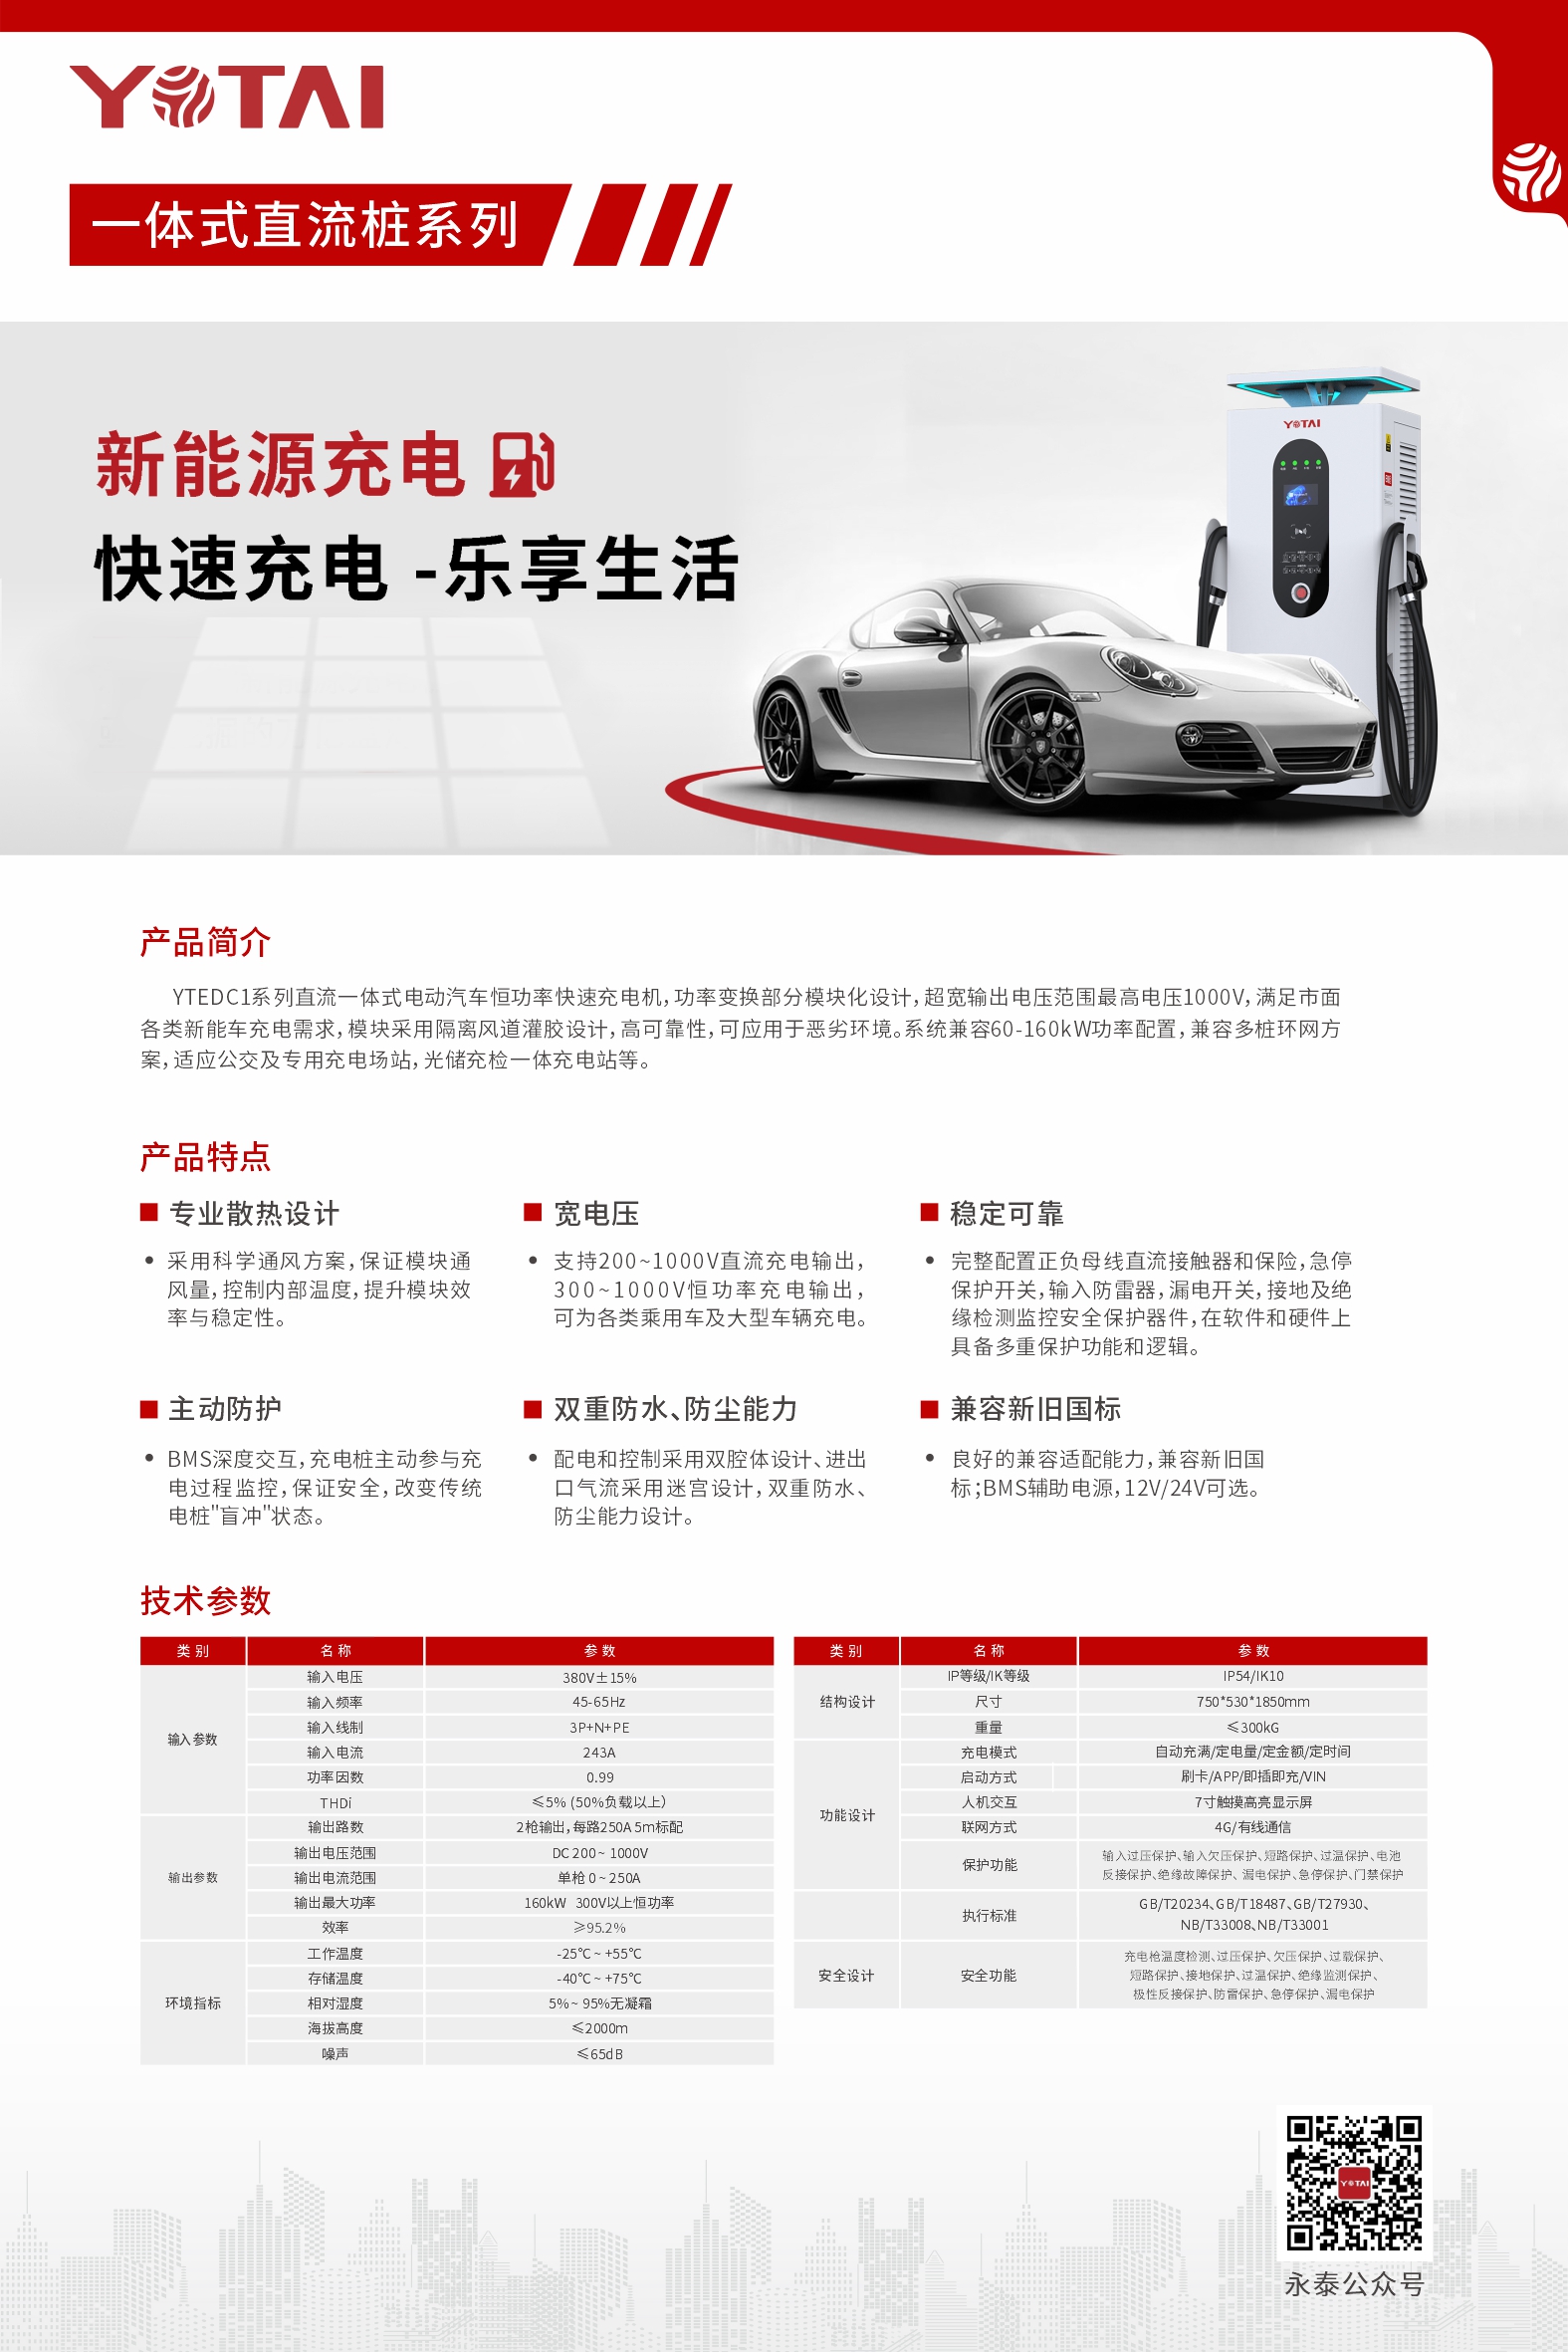 YOTAI
一体式直流桩系列
新能源充电
快速充电 -乐享生活
YOTAI
产品简介
YTEDC1系列直流一体式电动汽车恒功率快速充电机，功率变换部分模块化设计，超宽输出电压范围最高电压1000V，满足市面
各类新能车充电需求，模块采用隔离风道灌胶设计，高可靠性，可应用于恶劣环境。系统兼容60-160kW功率配置，兼容多桩环网方
案，适应公交及专用充电场站，光储充检一体充电站等。
产品特点
专业散热设计
• 采用科学通风方案，保证模块通
风量，控制内部温度，提升模块效
率与稳定性。
宽电压
• 支持200~1000V直流充电输出，
300~1000V恒功率充电输出，
可为各类乘用车及大型车辆充电。
稳定可靠
• 完整配置正负母线直流接触器和保险，急停
保护开关，输入防雷器，漏电开关，接地及绝
缘检测监控安全保护器件，在软件和硬件上
具备多重保护功能和逻辑。
主动防护
• BMS深度交互，充电桩主动参与充
电过程监控，保证安全，改变传统
电桩"盲冲"状态。
双重防水、防尘能力
• 配电和控制采用双腔体设计、进出
口气流采用迷宫设计，双重防水、
防尘能力设计。
兼容新旧国标
• 良好的兼容适配能力，兼容新旧国
标；BMS辅助电源，12V/24V可选。
技术参数
类别 名称 参数
输入参数
输入电压 380V±15%
输入频率 45-65Hz
输入线制 3P+N+PE
输入电流 243A
功率因数 0.99
THDi ≤5% (50%负载以上)
输出参数
输出路数 2枪输出，每路250A 5m标配
输出电压范围 DC 200 ~ 1000V
输出电流范围 单枪 0 ~ 250A
输出最大功率 160kW 300V以上恒功率
效率 ≥95.2%
环境指标
工作温度 -25℃ ~ +55℃
存储温度 -40℃ ~ +75℃
相对湿度 5% ~ 95%无凝霜
海拔高度 ≤2000m
噪声 ≤65dB
类别 名称 参数
结构设计
IP等级/IK等级 IP54/IK10
尺寸 750*530*1850mm
重量 ≤300kG
功能设计
充电模式 自动充满/定电量/定金额/定时间
启动方式 刷卡/APP/即插即充/VIN
人机交互 7寸触摸高亮显示屏
联网方式 4G/有线通信
保护功能 输入过压保护、输入欠压保护、短路保护、过温保护、电池
反接保护、绝缘故障保护、漏电保护、急停保护、门禁保护
执行标准 GB/T20234、GB/T18487、GB/T27930、
NB/T33008、NB/T33001
安全设计
安全功能 充电枪温度检测、过压保护、欠压保护、过载保护、
短路保护、接地保护、过温保护、绝缘监测保护、
极性反接保护、防雷保护、急停保护、漏电保护
YOTAI
永泰公众号